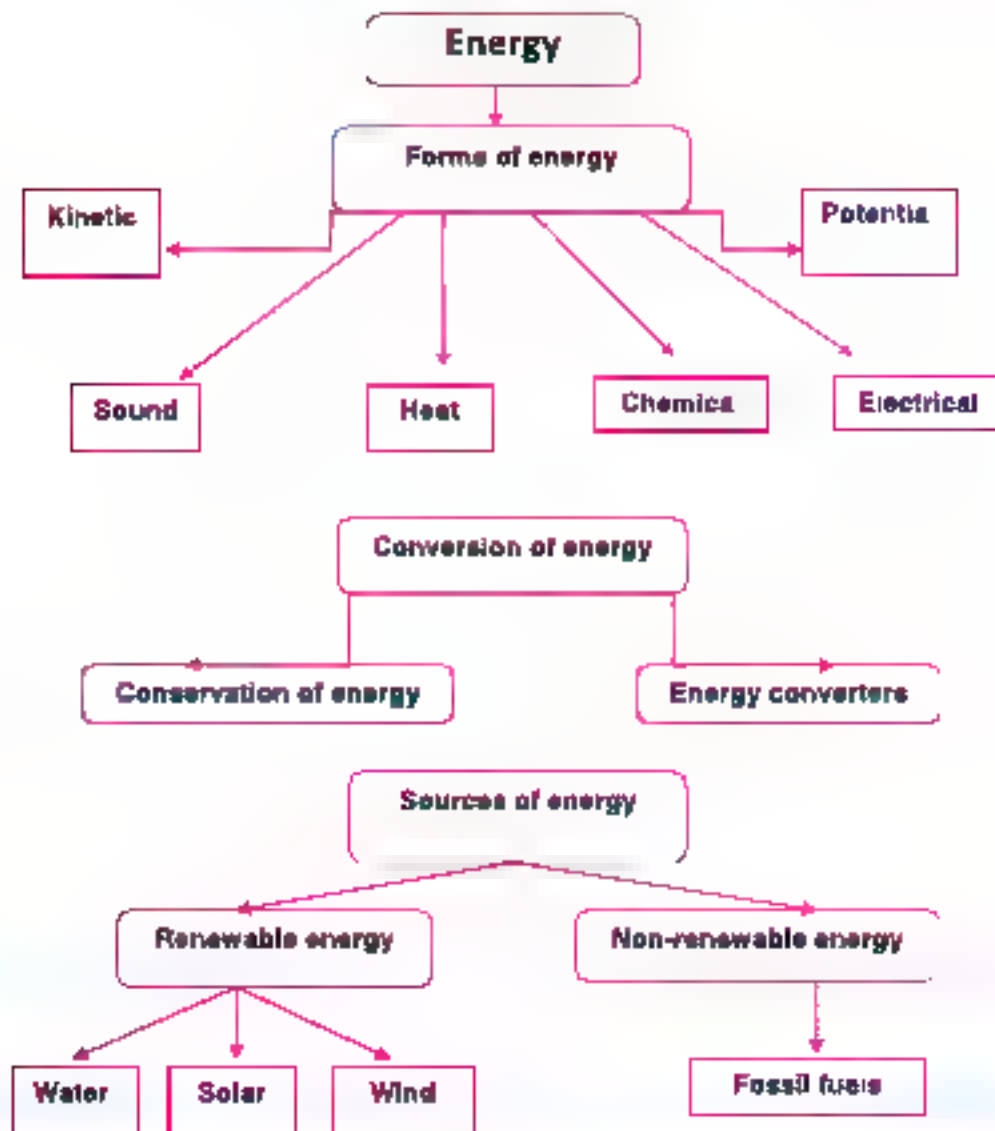 Energy
Forms of energy
Kinetic
Potentia
Sound
Heat
Chemica
Electrical
Conversion of energy
Conservation of energy
Energy converters
Sources of energy
Renewable energy
Non-renewable energy
Water
Solar
Wind
Fossil fuels